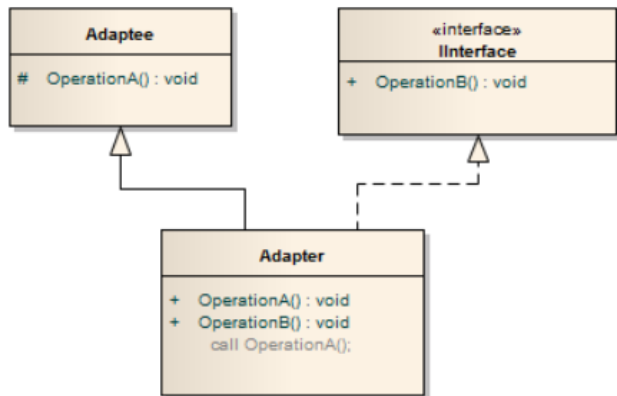 Adaptee
# OperationA() : void
«interface»
IInterface
+ OperationB() : void
Adapter
+ OperationA() : void
+ OperationB() : void
call OperationA();